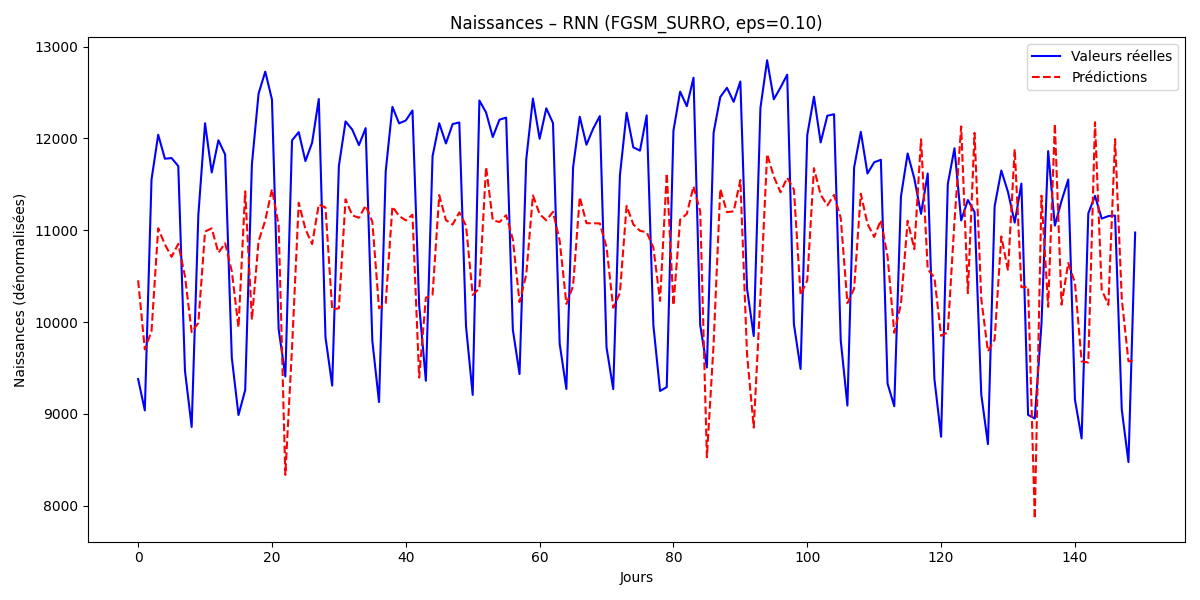 Naissances – RNN (FGSM_SURRO, eps=0.10)
Valeurs réelles
Prédictions
Naissances (dénormalisées)
13000
12000
11000
10000
9000
8000
0 20 40 60 80 100 120 140
Jours